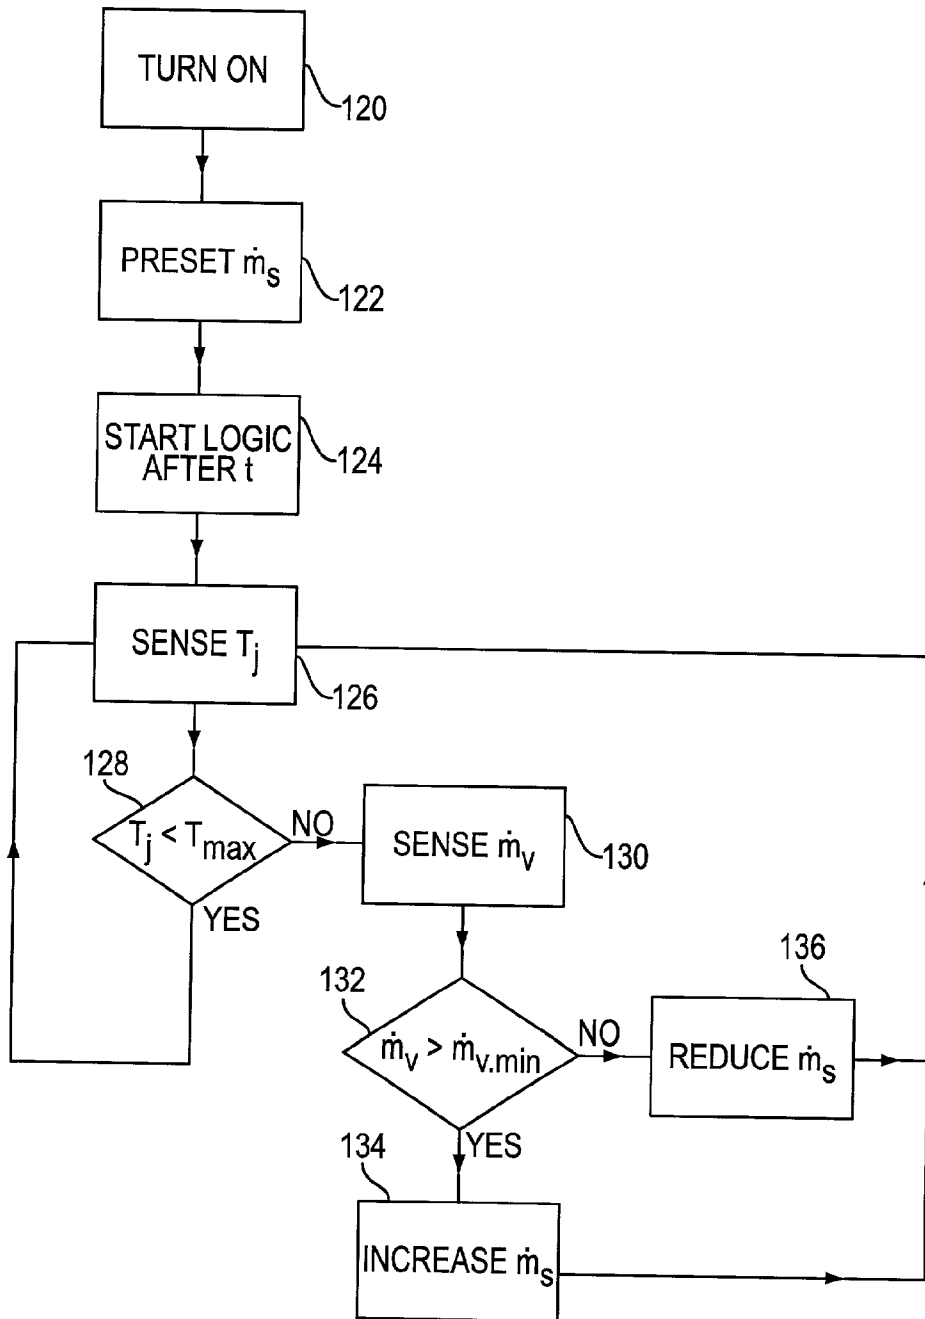 TURN ON
120
PRESET ṁs
122
START LOGIC
AFTER t
124
SENSE Tj
126
128
Tj < Tmax
NO
YES
SENSE ṁv
130
132
ṁv > ṁv.min
NO
YES
136
REDUCE ṁs
134
INCREASE ṁs